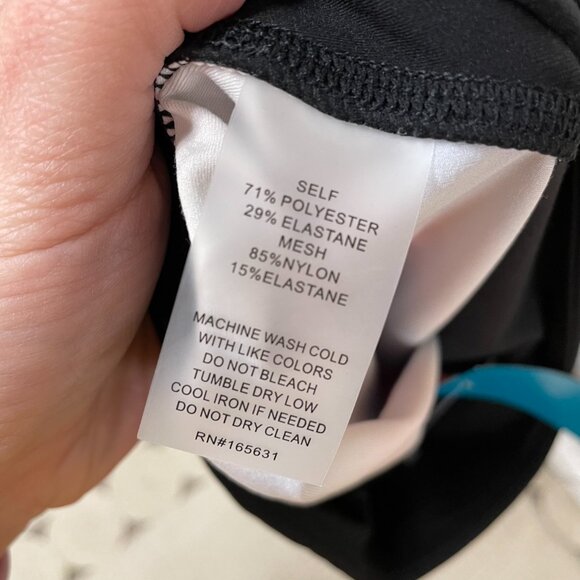 SELF
71% POLYESTER
29% ELASTANE
MESH
85%NYLON
15%ELASTANE
MACHINE WASH COLD
WITH LIKE COLORS
DO NOT BLEACH
TUMBLE DRY LOW
COOL IRON IF NEEDED
DO NOT DRY CLEAN
RN#165631